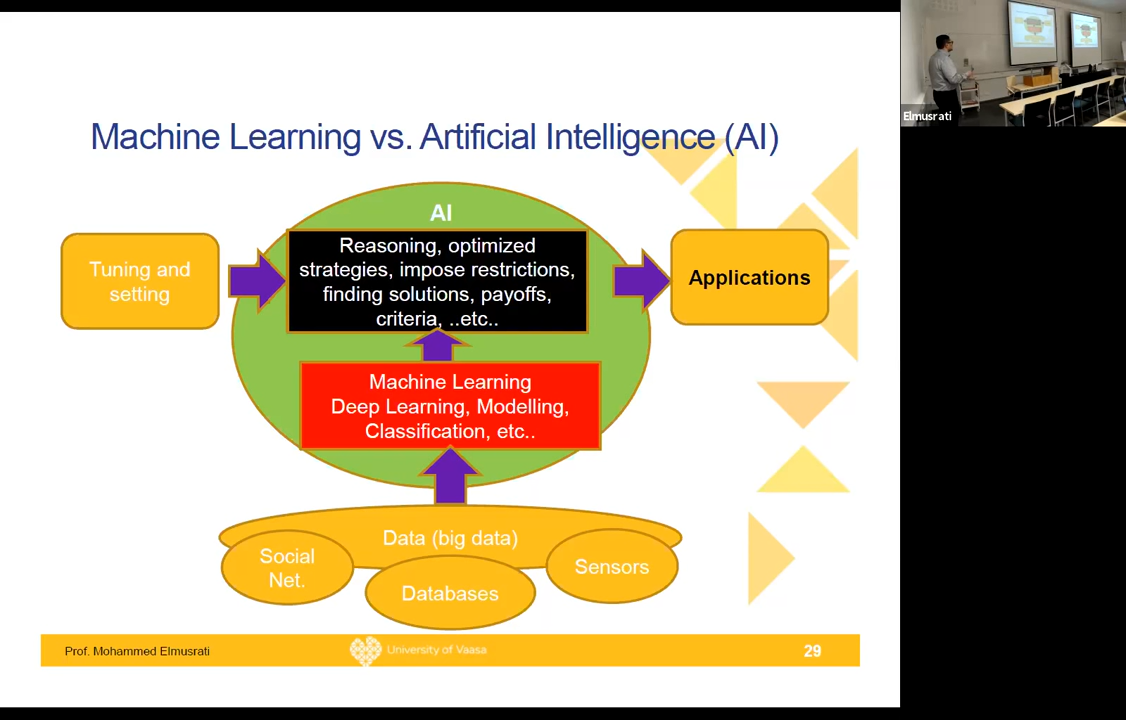 Machine Learning vs. Artificial Intelligence (AI)
AI
Tuning and
setting
Reasoning, optimized
strategies, impose restrictions,
finding solutions, payoffs,
criteria, ..etc..
Applications
Machine Learning
Deep Learning, Modelling,
Classification, etc..
Data (big data)
Social
Net.
Databases
Sensors
Prof. Mohammed Elmusrati
University of Vaasa
29
Elmusrati